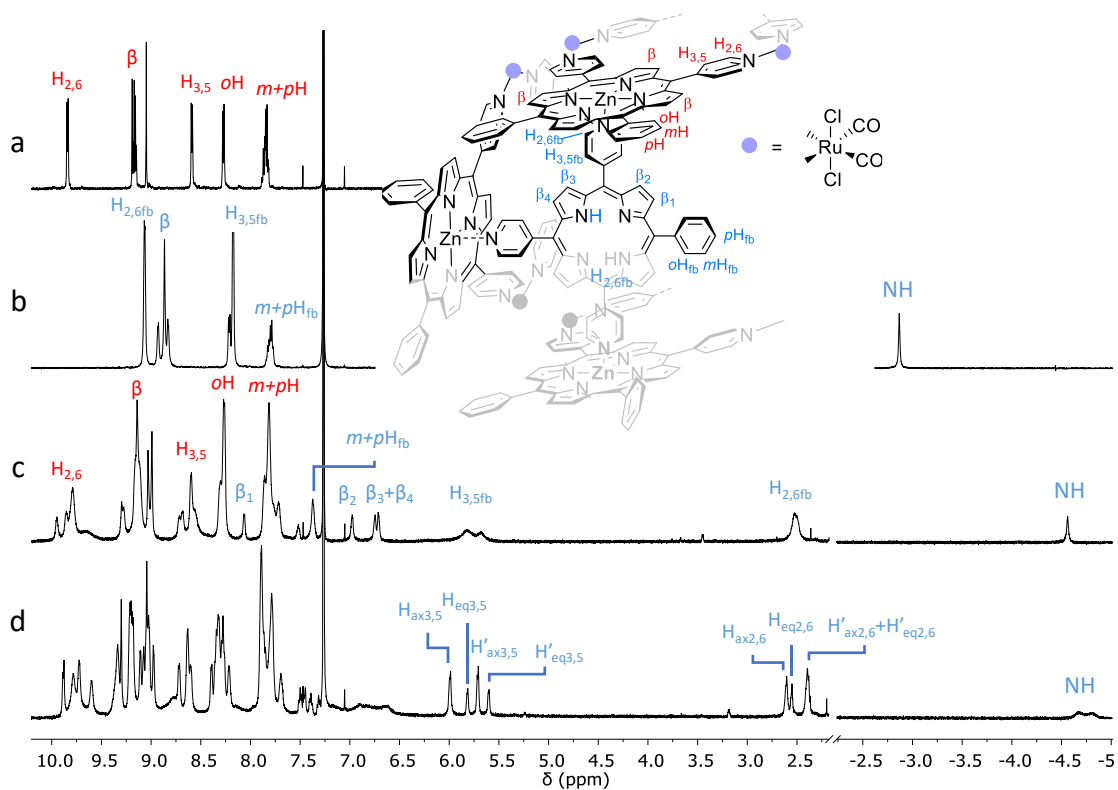 a
H2,6
β
H3,5
oH
m+pH
b
H2,6fb
β
H3,5fb
m+pHfb
NH
c
H2,6
β
H3,5
oH
m+pH
β1
m+pHfb
β2
β3+β4
H3,5fb
H2,6fb
NH
d
Hax3,5
Heq3,5
H'ax3,5
H'eq3,5
Hax2,6
Heq2,6
H'ax2,6+H'eq2,6
NH
N
N
N
N
N
H3,5
H2,6
N
β
β
β
N
N
Zn
N
N
oH
mH
pH
H2,6fb
N
H3,5fb
β3
β2
β4
β1
NH
N
N
HN
pHfb
oHfb
mHfb
H2,6fb
N
N
Zn
N
N
N
N
N
N
N
N
N
Zn
N
N
N
=
Cl
CO
Ru
CO
Cl
10.0 9.5 9.0 8.5 8.0 7.5 7.0 6.5 6.0 5.5 5.0 4.5 4.0 3.5 3.0 2.5 -2.5 -3.0 -3.5 -4.0 -4.5 -5
δ (ppm)